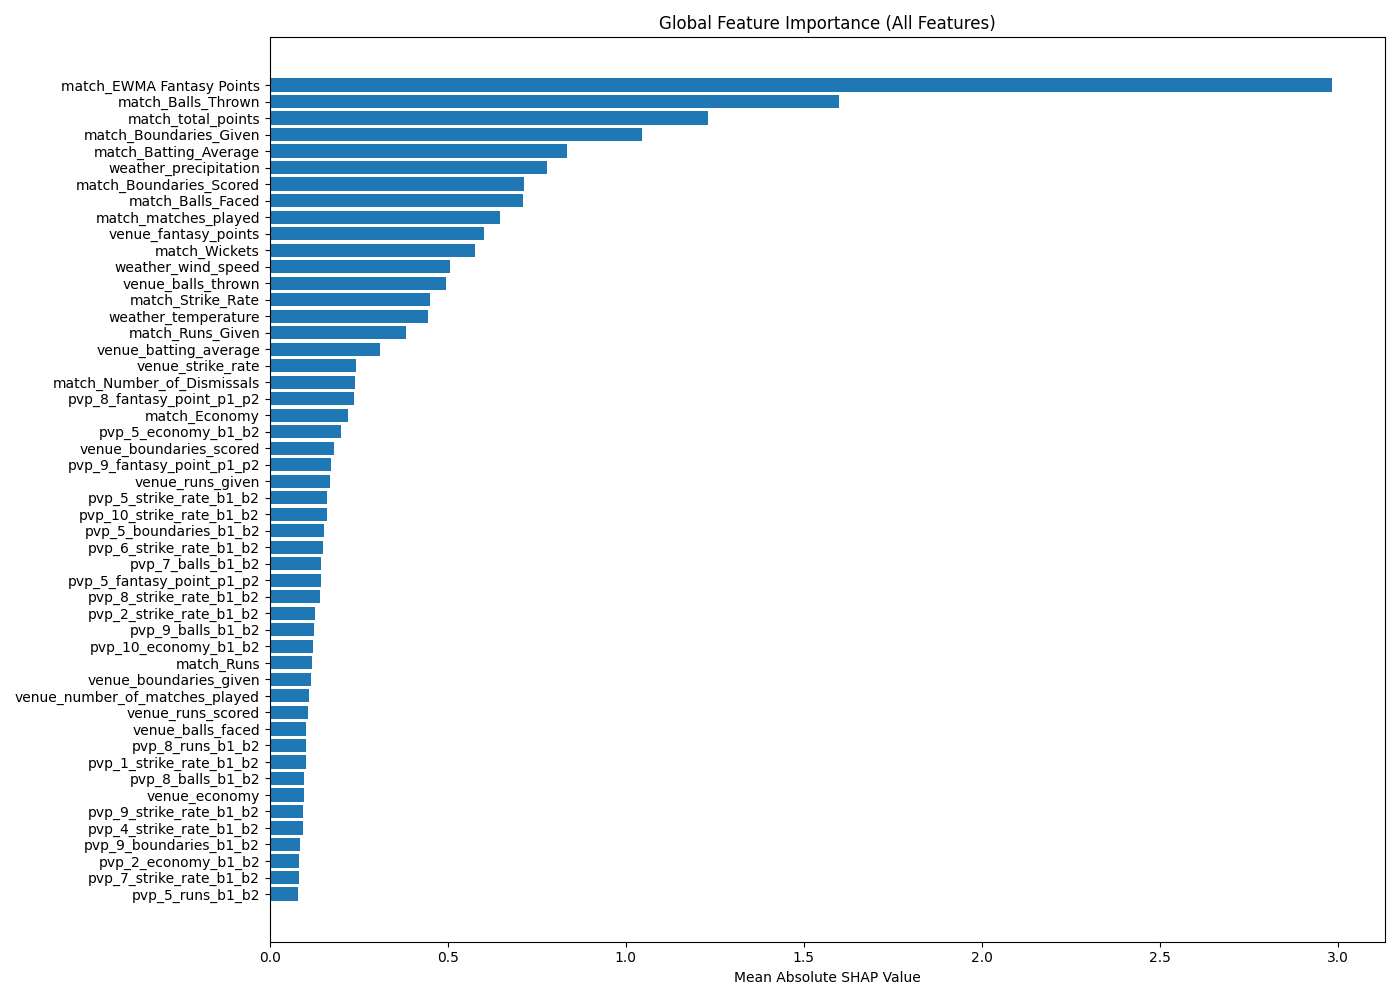 Global Feature Importance (All Features)
match_EWMA Fantasy Points
match_Balls_Thrown
match_total_points
match_Boundaries_Given
match_Batting_Average
weather_precipitation
match_Boundaries_Scored
match_Balls_Faced
match_matches_played
venue_fantasy_points
match_Wickets
weather_wind_speed
venue_balls_thrown
match_Strike_Rate
weather_temperature
match_Runs_Given
venue_batting_average
venue_strike_rate
match_Number_of_Dismissals
pvp_8_fantasy_point_p1_p2
match_Economy
pvp_5_economy_b1_b2
venue_boundaries_scored
pvp_9_fantasy_point_p1_p2
venue_runs_given
pvp_5_strike_rate_b1_b2
pvp_10_strike_rate_b1_b2
pvp_5_boundaries_b1_b2
pvp_6_strike_rate_b1_b2
pvp_7_balls_b1_b2
pvp_5_fantasy_point_p1_p2
pvp_8_strike_rate_b1_b2
pvp_2_strike_rate_b1_b2
pvp_9_balls_b1_b2
pvp_10_economy_b1_b2
match_Runs
venue_boundaries_given
venue_number_of_matches_played
venue_runs_scored
venue_balls_faced
pvp_8_runs_b1_b2
pvp_1_strike_rate_b1_b2
pvp_8_balls_b1_b2
venue_economy
pvp_9_strike_rate_b1_b2
pvp_4_strike_rate_b1_b2
pvp_9_boundaries_b1_b2
pvp_2_economy_b1_b2
pvp_7_strike_rate_b1_b2
pvp_5_runs_b1_b2
0.0 0.5 1.0 1.5 2.0 2.5 3.0
Mean Absolute SHAP Value